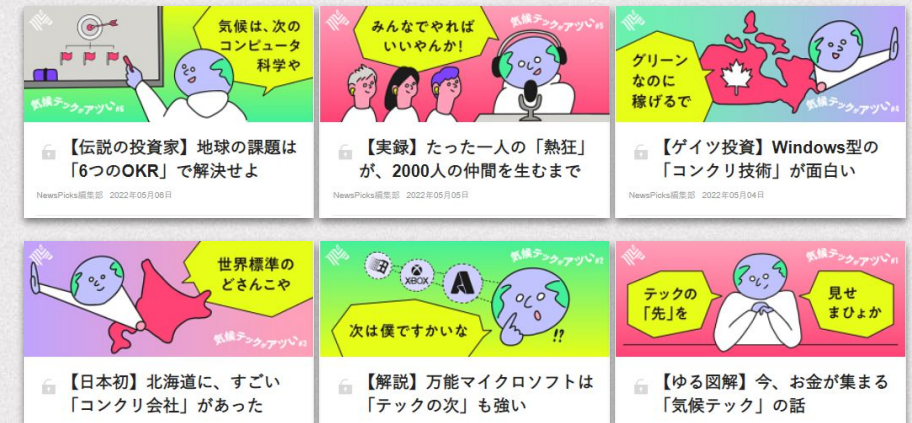 気候は、次の
コンピュータ
科学や
気候テックがアツい#6
【伝説の投資家】地球の課題は
「6つのOKR」で解決せよ
NewsPicks編集部 2022年05月06日
みんなでやれば
いいやんか!
気候テックがアツい#5
【実録】たった一人の「熱狂」
が、2000人の仲間を生むまで
NewsPicks編集部 2022年05月05日
グリーン
なのに
稼げるで
気候テックがアツい#4
【ゲイツ投資】Windows型の
「コンクリ技術」が面白い
NewsPicks編集部 2022年05月04日
世界標準の
どさんこや
気候テックがアツい#3
【日本初】北海道に、すごい
「コンクリ会社」があった
気候テックがアツい#2
XBOX
次は僕ですかいな
!?
【解説】万能マイクロソフトは
「テックの次」も強い
気候テックがアツい#1
テックの
「先」を
見せ
まひょか
【ゆる図解】今、お金が集まる
「気候テック」の話